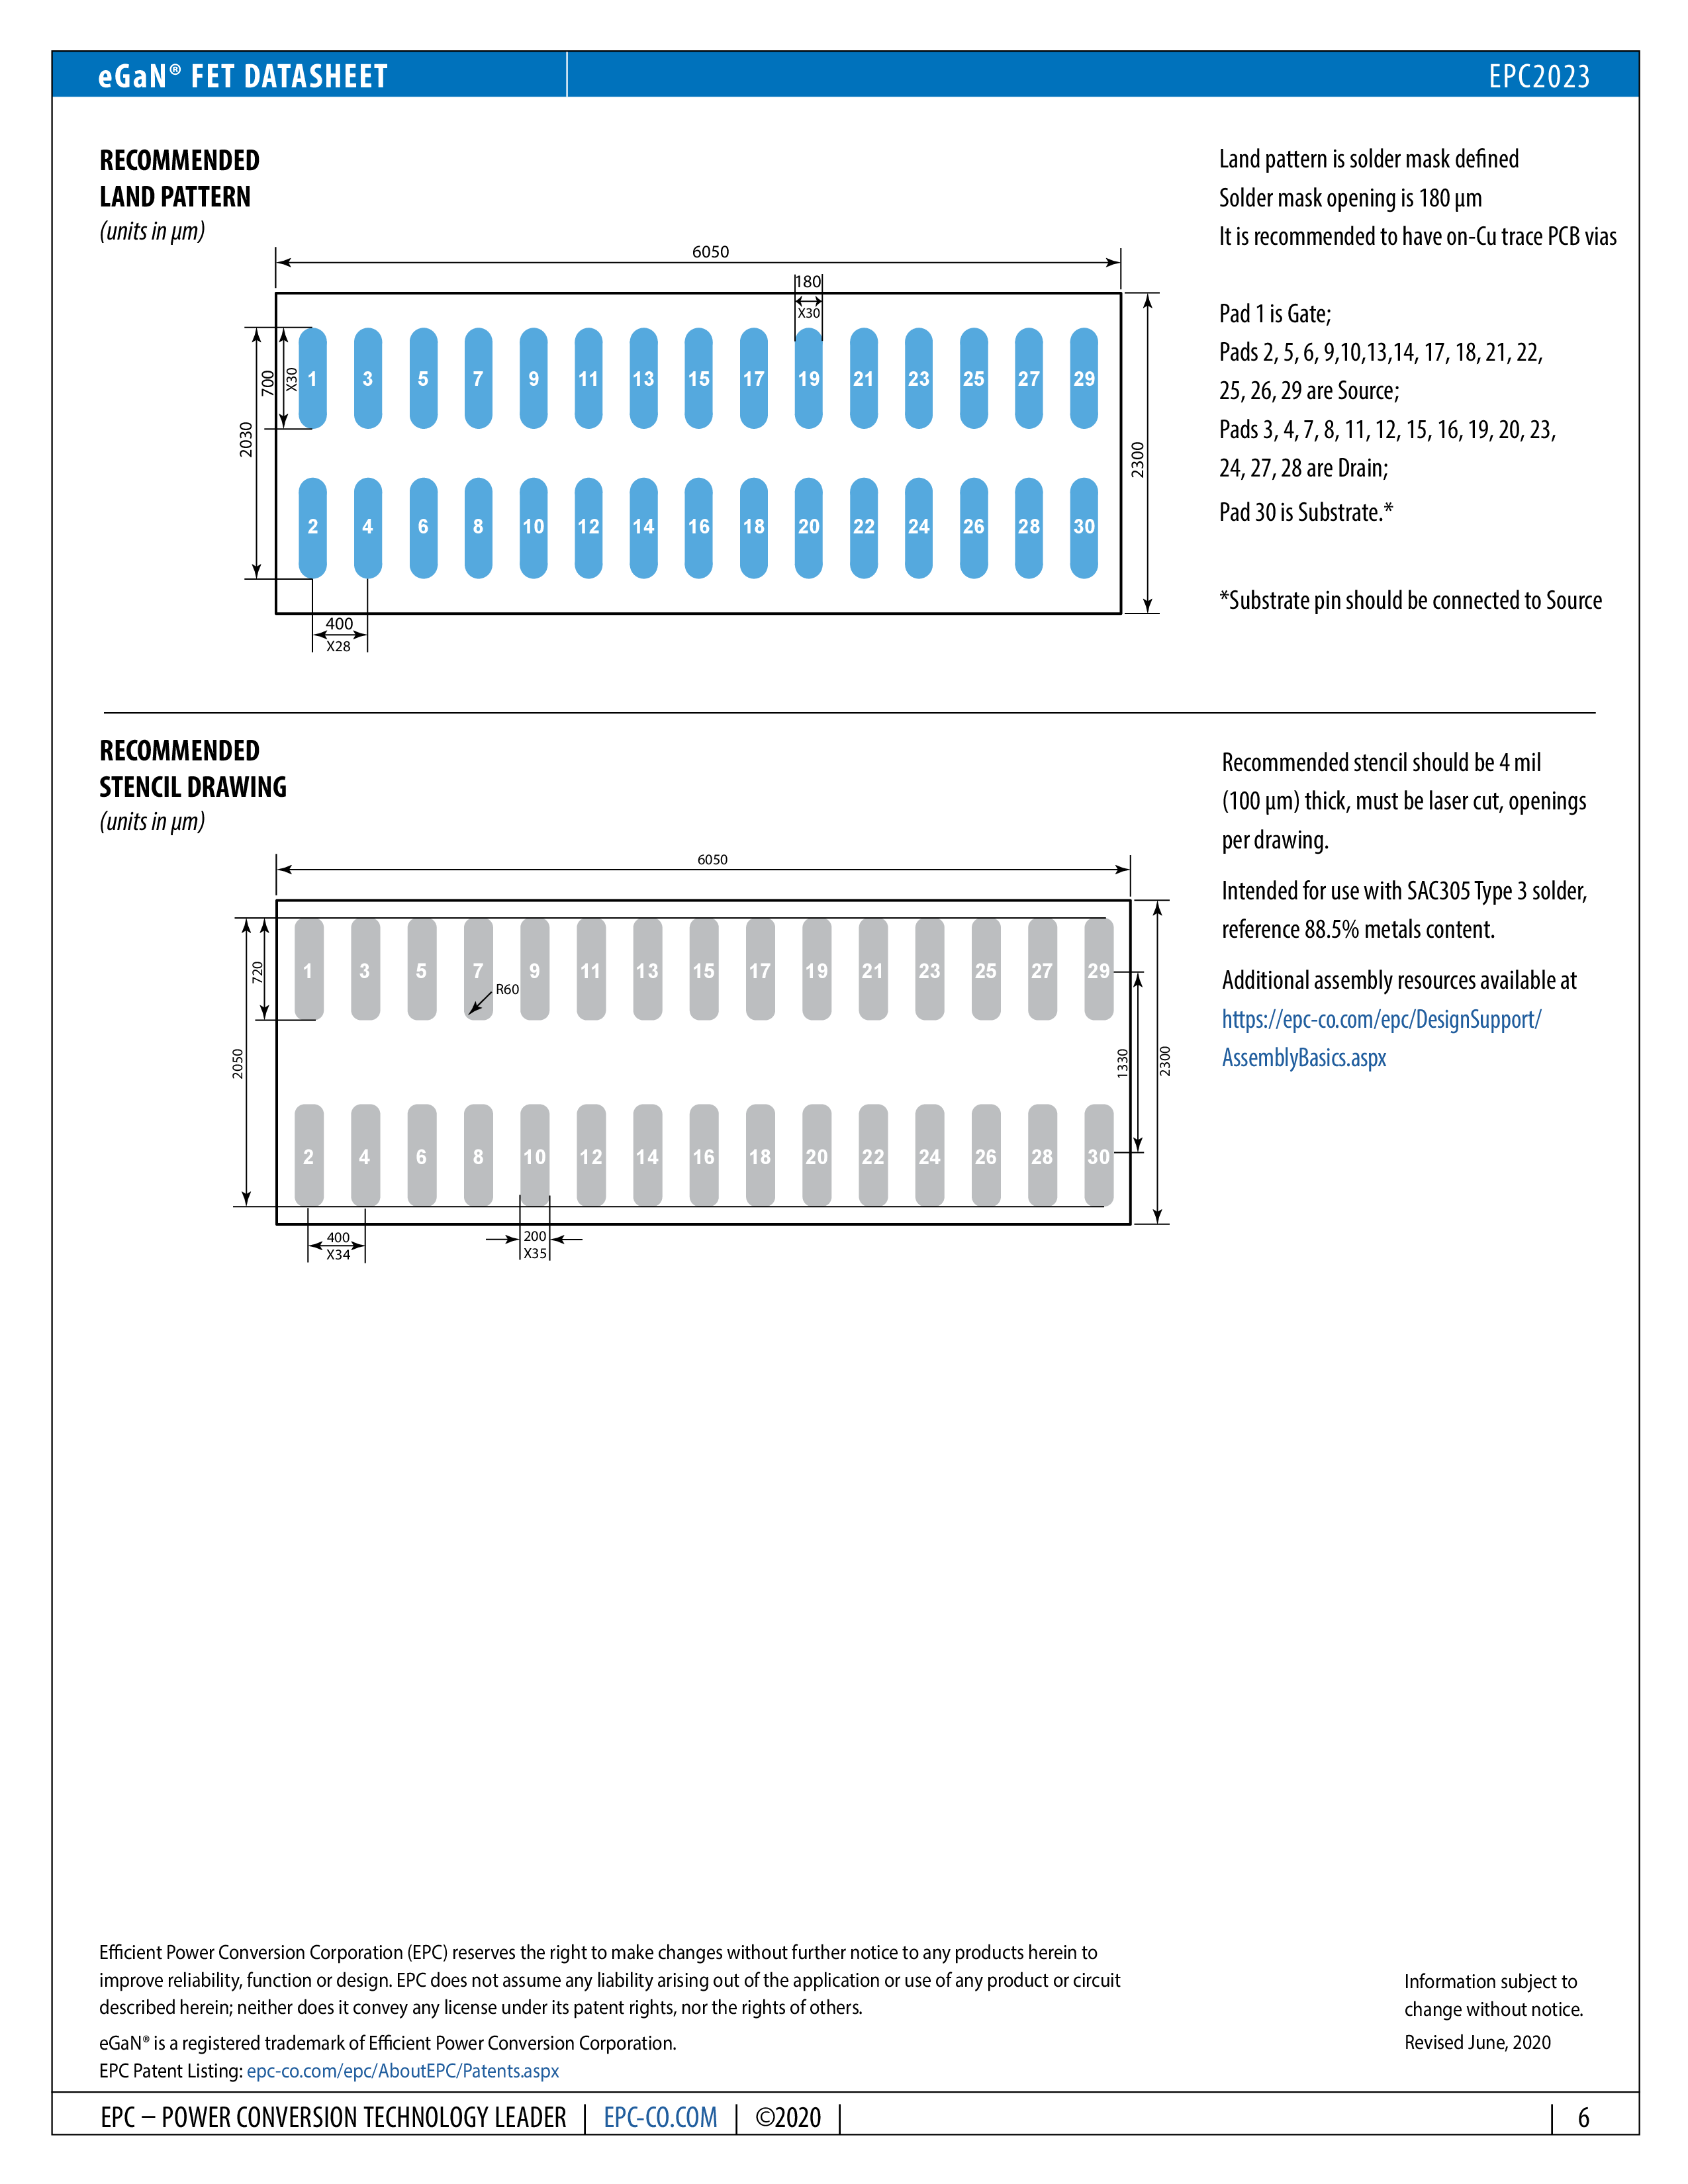 eGaN® FET DATASHEET
EPC2023
RECOMMENDED
LAND PATTERN
(units in µm)
6050
180
X30
1 3 5 7 9 11 13 15 17 19 21 23 25 27 29
700
X30
2030
2300
2 4 6 8 10 12 14 16 18 20 22 24 26 28 30
400
X28
Land pattern is solder mask defined
Solder mask opening is 180 µm
It is recommended to have on-Cu trace PCB vias
Pad 1 is Gate;
Pads 2, 5, 6, 9,10,13,14, 17, 18, 21, 22,
25, 26, 29 are Source;
Pads 3, 4, 7, 8, 11, 12, 15, 16, 19, 20, 23,
24, 27, 28 are Drain;
Pad 30 is Substrate.*
*Substrate pin should be connected to Source
RECOMMENDED
STENCIL DRAWING
(units in µm)
6050
1 3 5 7 9 11 13 15 17 19 21 23 25 27 29
720
R60
2050
1330
2300
2 4 6 8 10 12 14 16 18 20 22 24 26 28 30
400
X34
200
X35
Recommended stencil should be 4 mil
(100 µm) thick, must be laser cut, openings
per drawing.
Intended for use with SAC305 Type 3 solder,
reference 88.5% metals content.
Additional assembly resources available at
https://epc-co.com/epc/DesignSupport/
AssemblyBasics.aspx
Efficient Power Conversion Corporation (EPC) reserves the right to make changes without further notice to any products herein to
improve reliability, function or design. EPC does not assume any liability arising out of the application or use of any product or circuit
described herein; neither does it convey any license under its patent rights, nor the rights of others.
eGaN® is a registered trademark of Efficient Power Conversion Corporation.
EPC Patent Listing: epc-co.com/epc/AboutEPC/Patents.aspx
Information subject to
change without notice.
Revised June, 2020
EPC – POWER CONVERSION TECHNOLOGY LEADER | EPC-CO.COM | ©2020 |
| 6